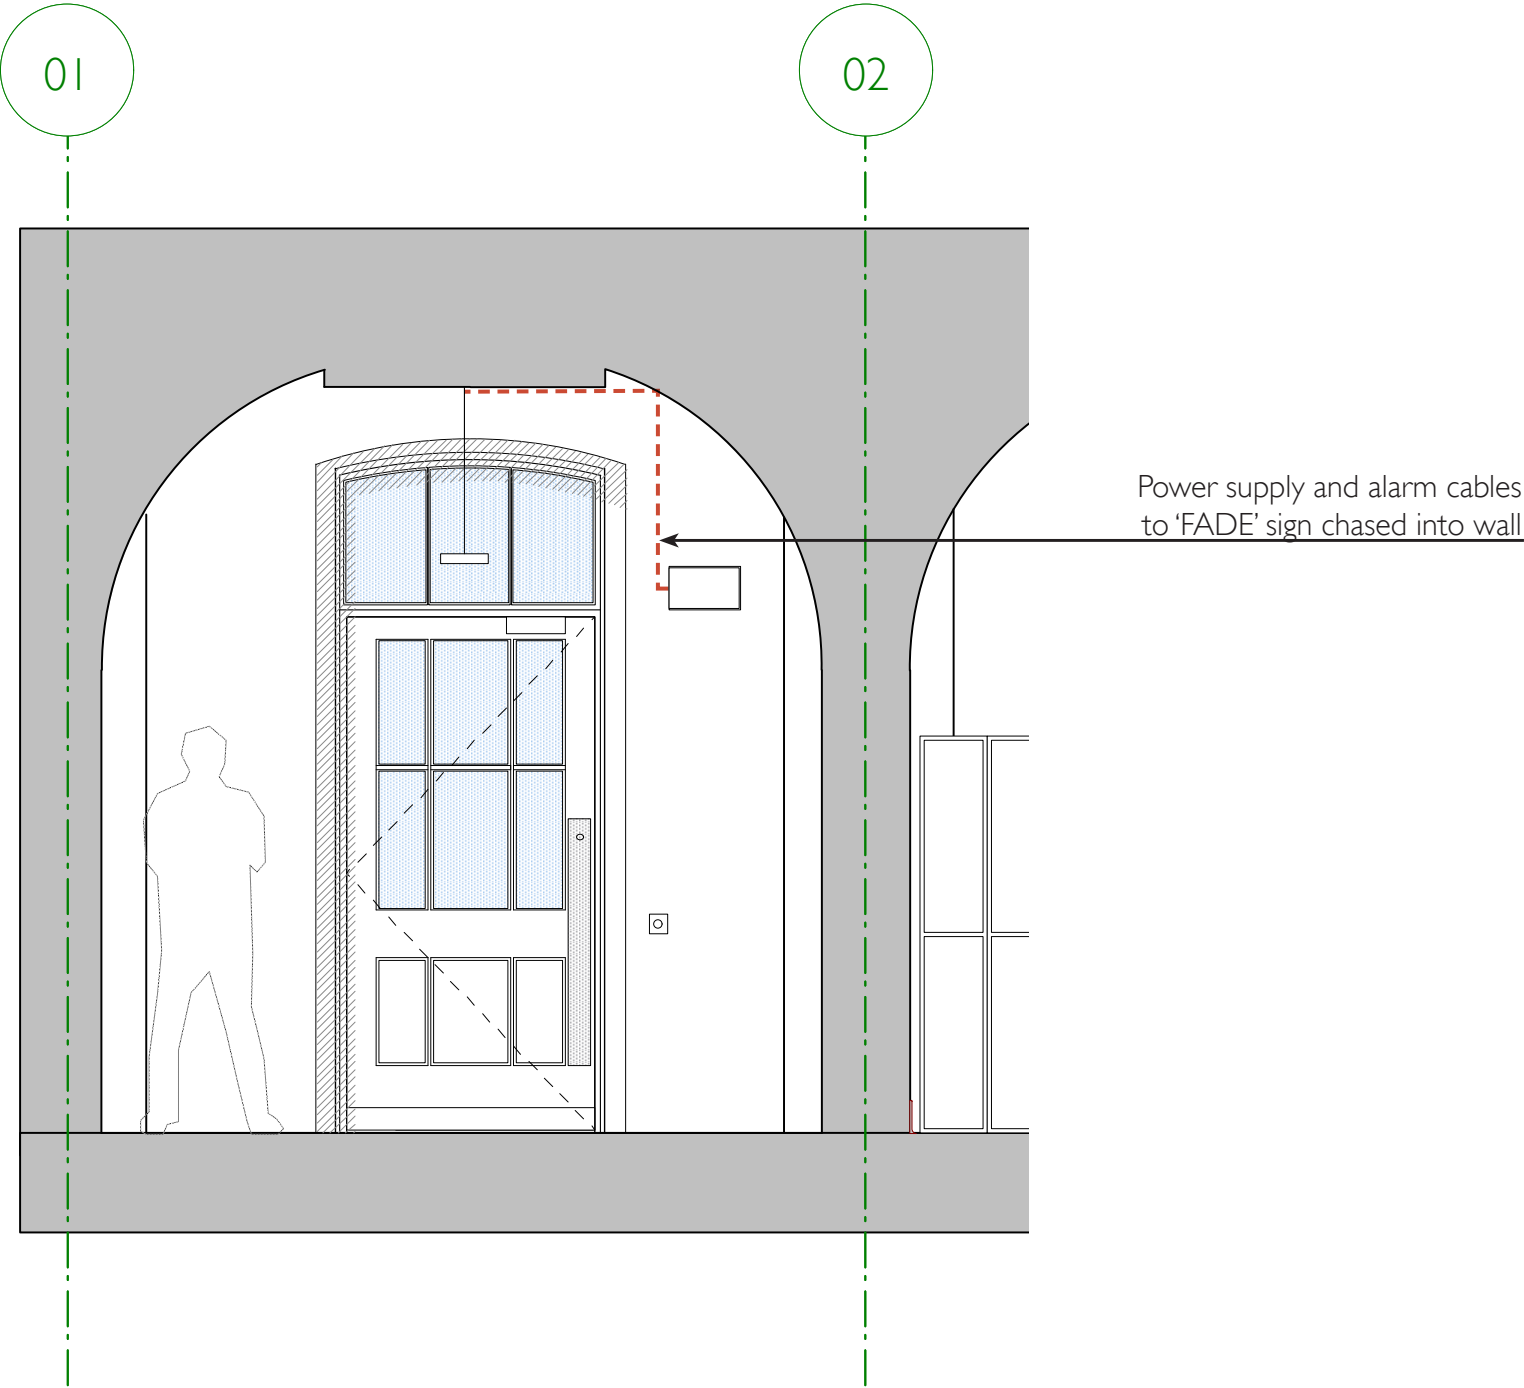 01
02
Power supply and alarm cables
to ‘FADE’ sign chased into wall